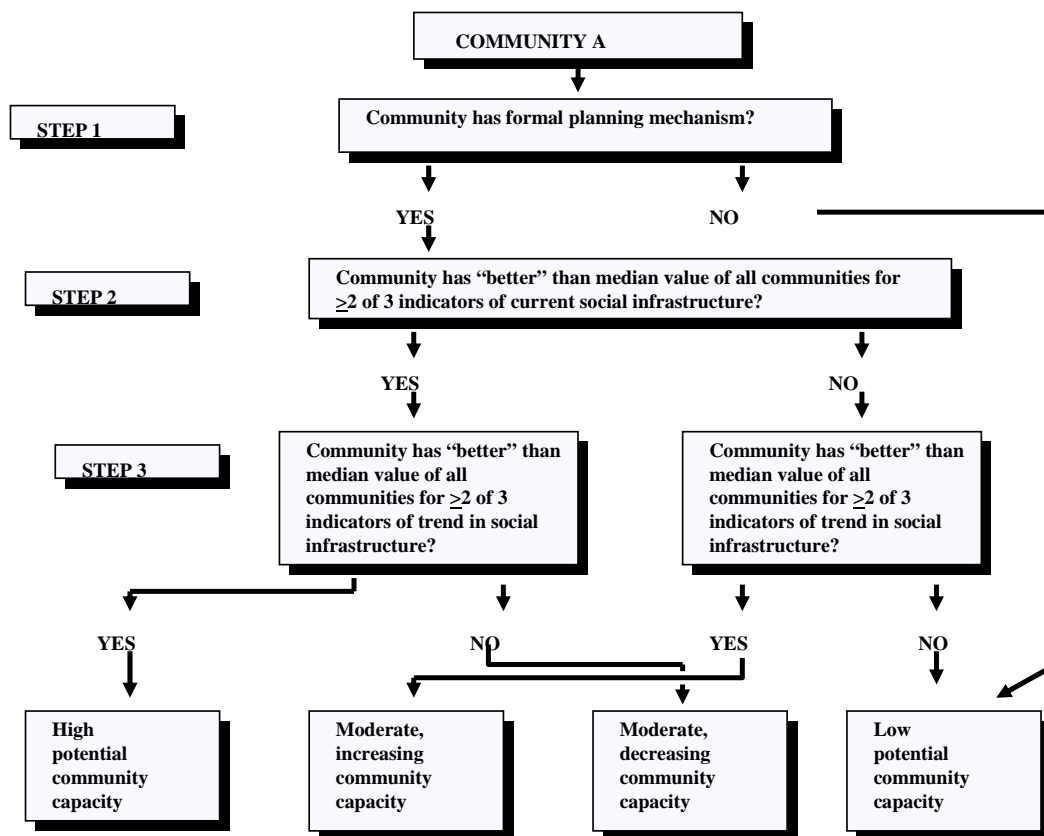 COMMUNITY A
STEP 1
Community has formal planning mechanism?
YES
NO
STEP 2
Community has “better” than median value of all communities for
≥2 of 3 indicators of current social infrastructure?
YES
NO
STEP 3
Community has “better” than
median value of all
communities for ≥2 of 3
indicators of trend in social
infrastructure?
Community has “better” than
median value of all
communities for ≥2 of 3
indicators of trend in social
infrastructure?
YES
NO
YES
NO
High
potential
community
capacity
Moderate,
increasing
community
capacity
Moderate,
decreasing
community
capacity
Low
potential
community
capacity